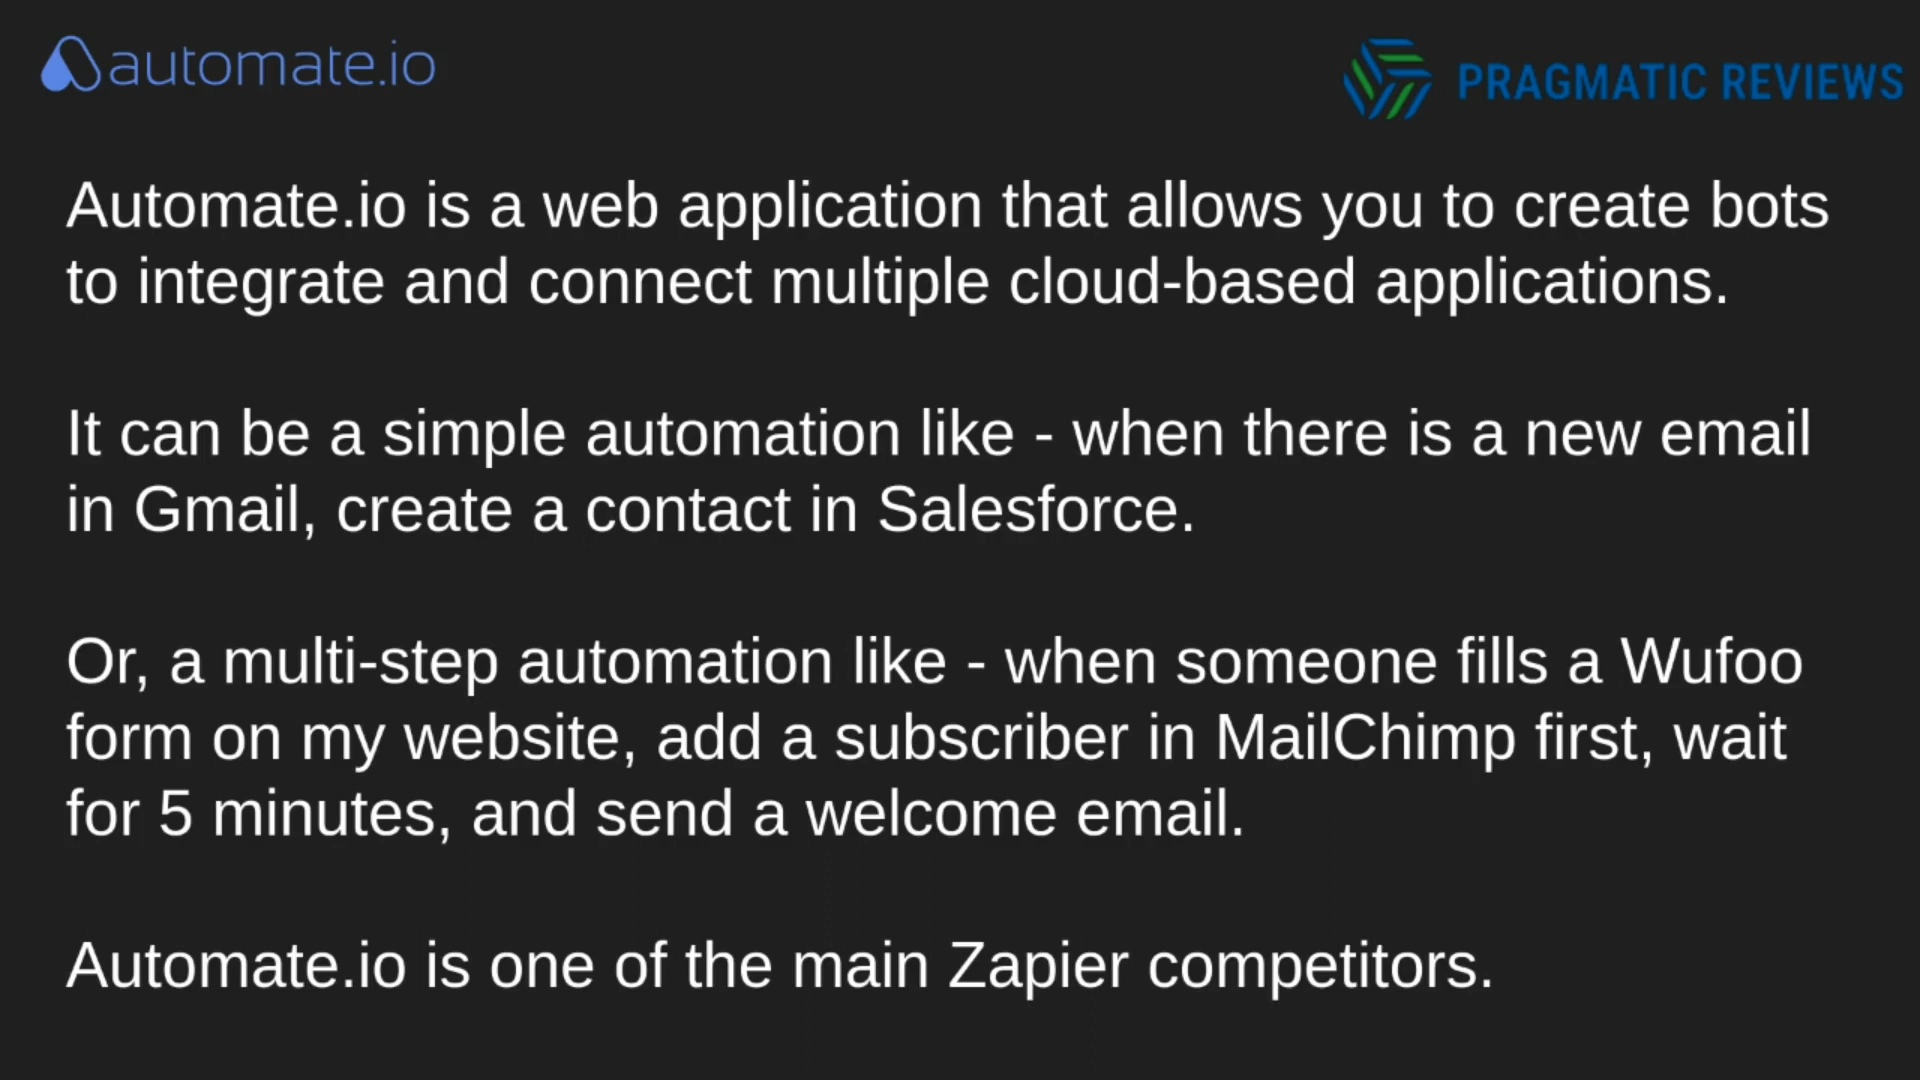 automate.io
PRAGMATIC REVIEWS
Automate.io is a web application that allows you to create bots
to integrate and connect multiple cloud-based applications.
It can be a simple automation like - when there is a new email
in Gmail, create a contact in Salesforce.
Or, a multi-step automation like - when someone fills a Wufoo
form on my website, add a subscriber in MailChimp first, wait
for 5 minutes, and send a welcome email.
Automate.io is one of the main Zapier competitors.